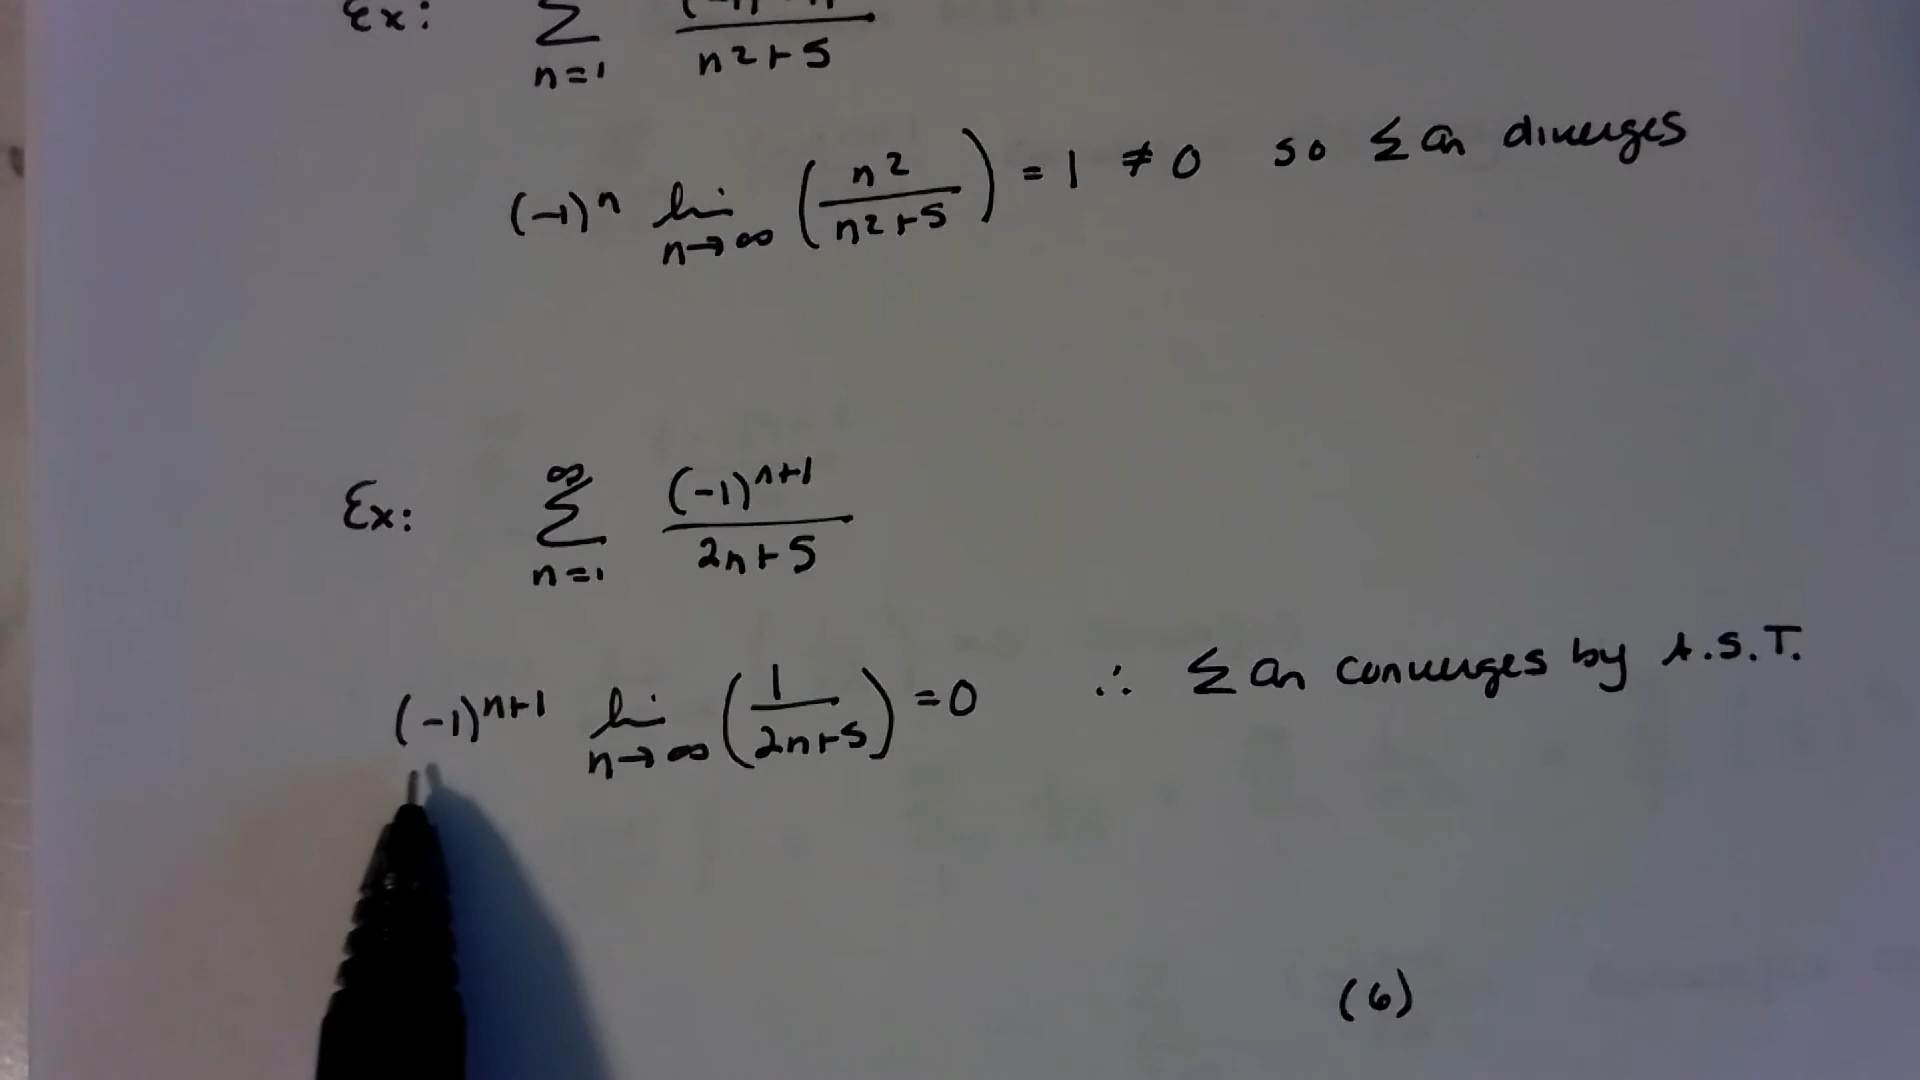 Ex: Σ n=1 / n²+5
(-1)ⁿ lim n→∞ (n²/n²+5) = 1 ≠ 0 so Σ an diverges
Ex: ∞ Σ n=1 (-1)ⁿ⁺¹/2n+5
(-1)ⁿ⁺¹ lim n→∞ (1/2n+5) = 0 ∴ Σ an converges by A.S.T.
(6)